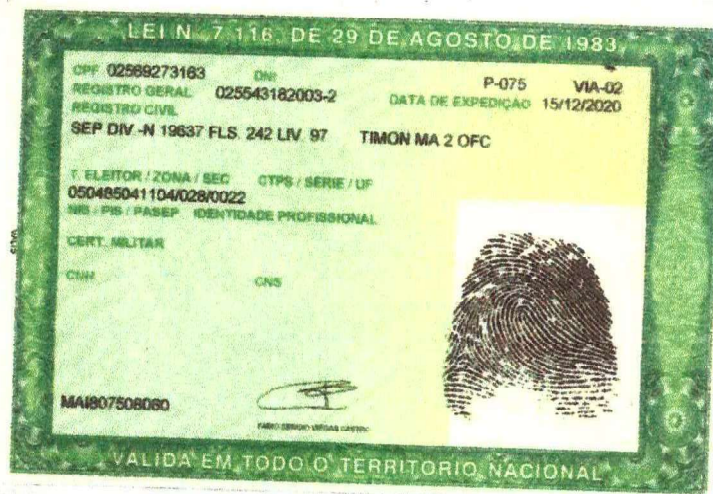 LEI N 7 116 DE 29 DE AGOSTO DE 1983
CPF 02569273163 DNI P-075 VIA-02
REGISTRO GERAL 025543182003-2 DATA DE EXPEDIÇÃO 15/12/2020
REGISTRO CIVIL
SEP DIV -N 19637 FLS. 242 LIV. 97 TIMON MA 2 OFC
T. ELEITOR / ZONA / SEC CTPS / SERIE / UF
050485041104/028/0022
NIS / PIS / PASEP IDENTIDADE PROFISSIONAL
CERT. MILITAR
CNH CNS
MAI807508060
VALIDA EM TODO O TERRITORIO NACIONAL